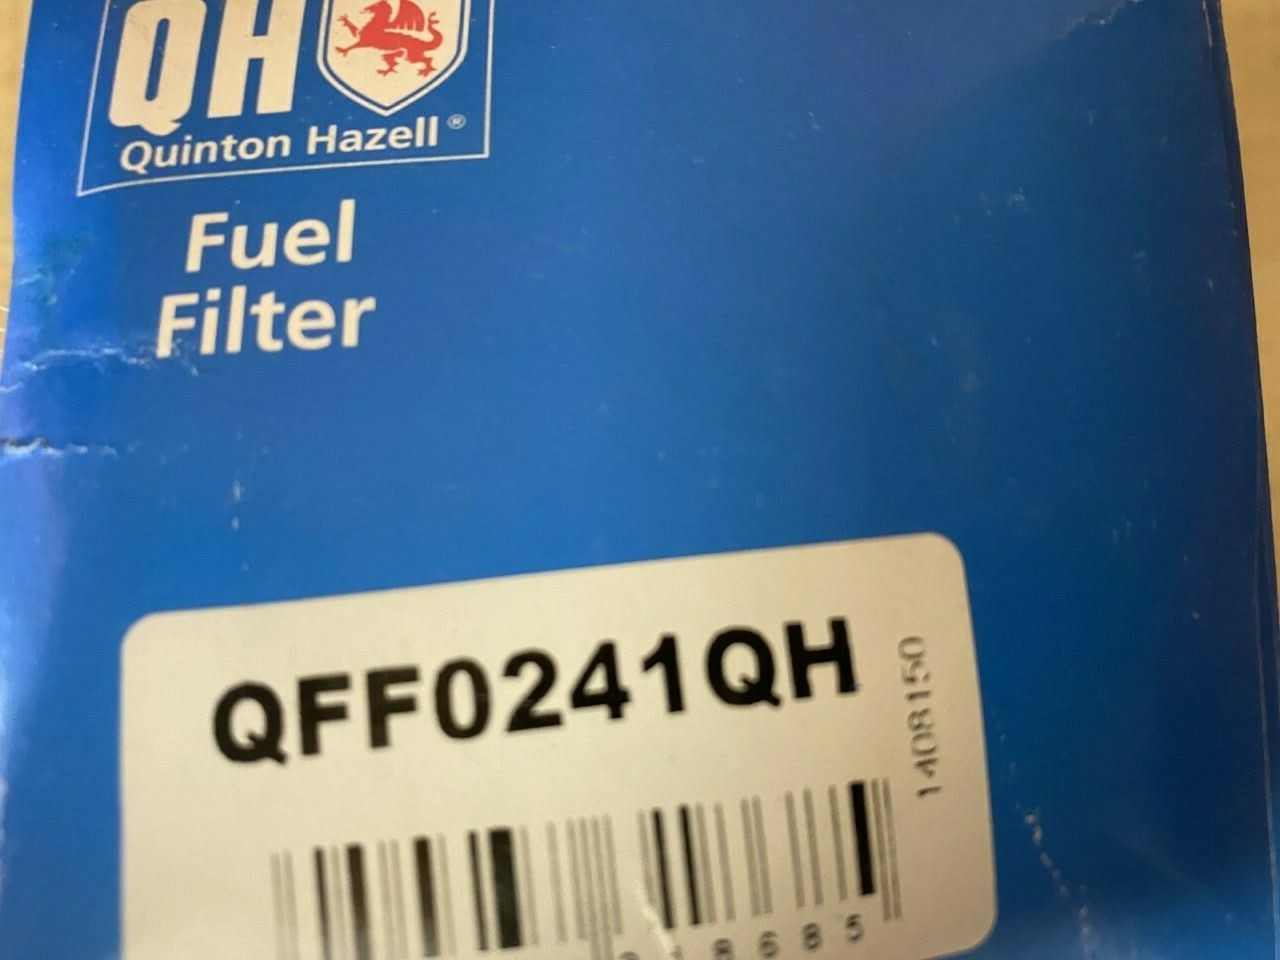 QH
Quinton Hazell®
Fuel
Filter
QFF0241QH
1408150